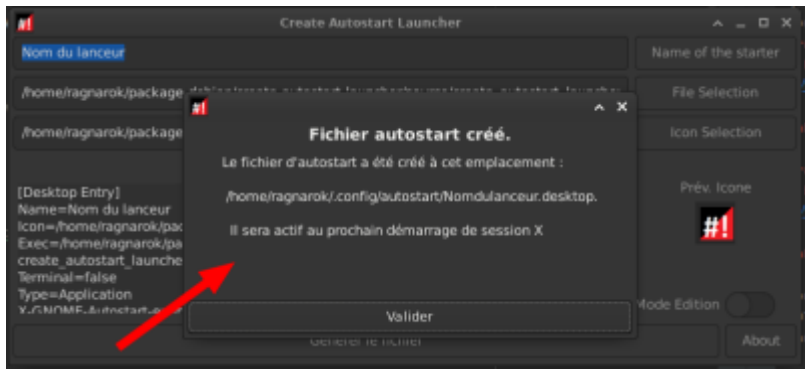 #!
Create Autostart Launcher
Nom du lanceur
Name of the starter
/home/ragnarok/package
File Selection
/home/ragnarok/package
Icon Selection
#!
Fichier autostart créé.
Le fichier d'autostart a été créé à cet emplacement :
/home/ragnarok/.config/autostart/Nomdulanceur.desktop.
Il sera actif au prochain démarrage de session X
Valider
[Desktop Entry]
Name=Nom du lanceur
Icon=/home/ragnarok/pac
Exec=/home/ragnarok/pa
create_autostart_launche
Terminal=false
Type=Application
Prév. Icone
#!
Mode Edition
Générer le fichier
About